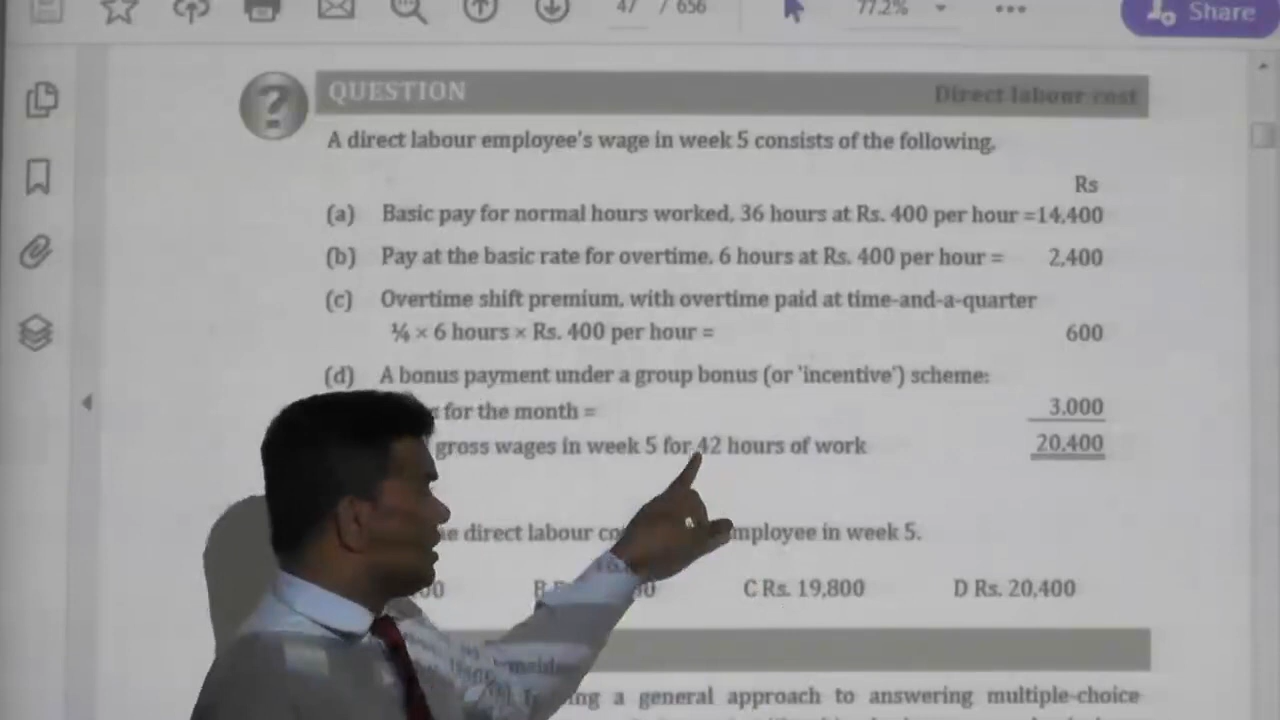 47 / 656
77.2%
Share
QUESTION
Direct labour cost
A direct labour employee's wage in week 5 consists of the following.
Rs
(a) Basic pay for normal hours worked, 36 hours at Rs. 400 per hour =14,400
(b) Pay at the basic rate for overtime, 6 hours at Rs. 400 per hour = 2,400
(c) Overtime shift premium, with overtime paid at time-and-a-quarter
¼ × 6 hours × Rs. 400 per hour = 600
(d) A bonus payment under a group bonus (or 'incentive') scheme:
for the month = 3,000
gross wages in week 5 for 42 hours of work 20,400
direct labour employee in week 5.
B C Rs. 19,800 D Rs. 20,400
a general approach to answering multiple-choice